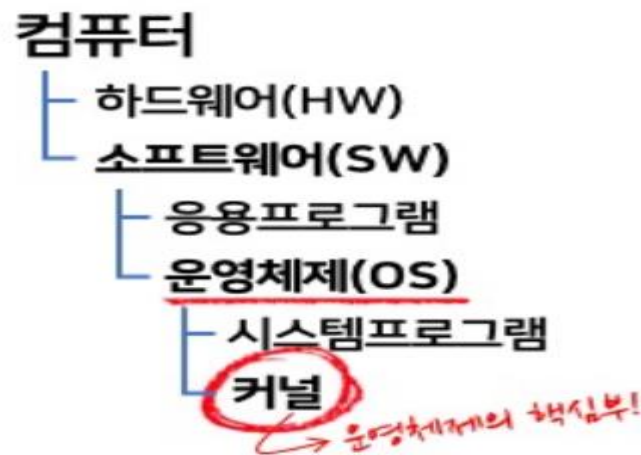 컴퓨터
하드웨어(HW)
소프트웨어(SW)
응용프로그램
운영체제(OS)
시스템프로그램
커널
운영체제의 핵심부!